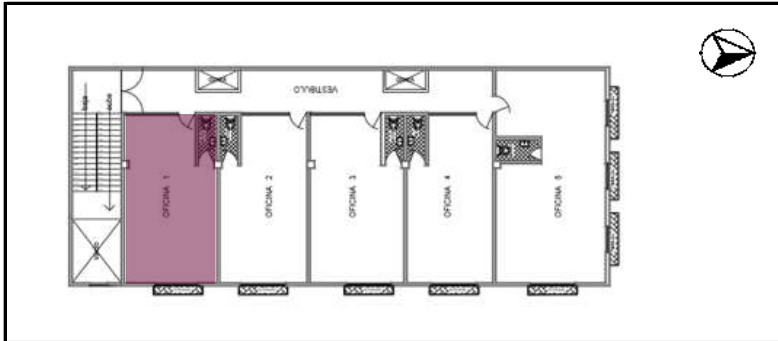 VESTIBULO
baja
sube
OFICINA 1
OFICINA 2
OFICINA 3
OFICINA 4
OFICINA 5